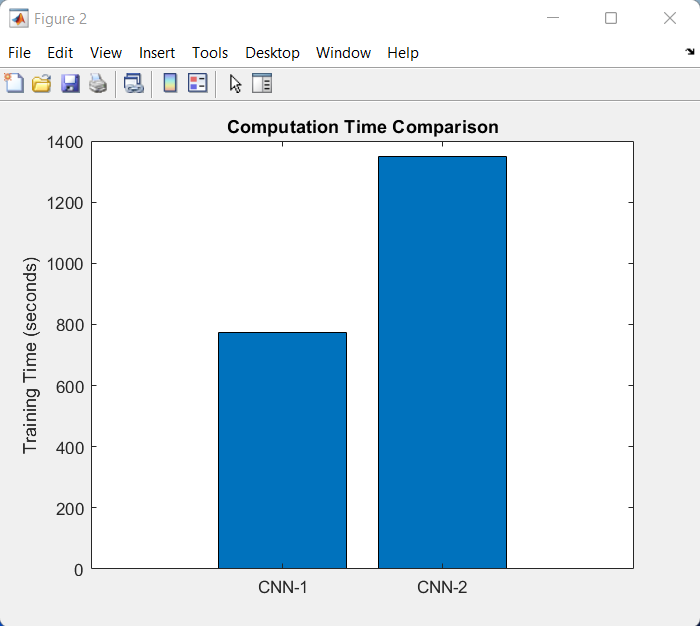 Figure 2
File Edit View Insert Tools Desktop Window Help
Computation Time Comparison
1400
1200
1000
800
600
400
200
0
Training Time (seconds)
CNN-1 CNN-2